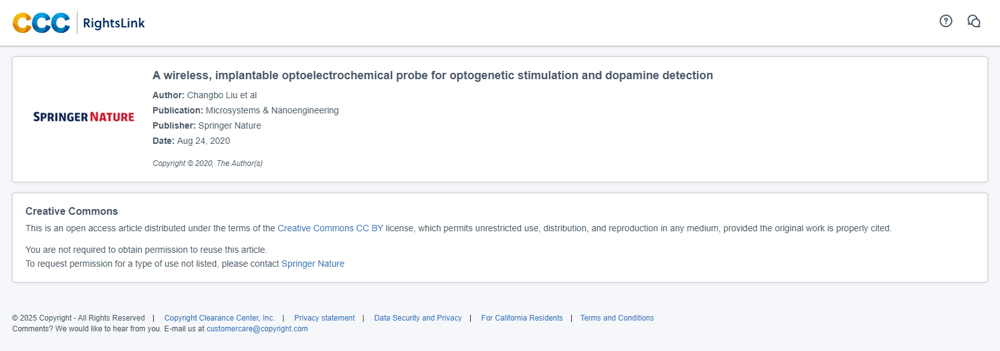 CCC RightsLink
A wireless, implantable optoelectrochemical probe for optogenetic stimulation and dopamine detection
Author: Changbo Liu et al
Publication: Microsystems & Nanoengineering
SPRINGER NATURE
Publisher: Springer Nature
Date: Aug 24, 2020
Copyright © 2020, The Author(s)
Creative Commons
This is an open access article distributed under the terms of the Creative Commons CC BY license, which permits unrestricted use, distribution, and reproduction in any medium, provided the original work is properly cited.
You are not required to obtain permission to reuse this article.
To request permission for a type of use not listed, please contact Springer Nature
© 2025 Copyright - All Rights Reserved | Copyright Clearance Center, Inc. | Privacy statement | Data Security and Privacy | For California Residents | Terms and Conditions
Comments? We would like to hear from you. E-mail us at customercare@copyright.com